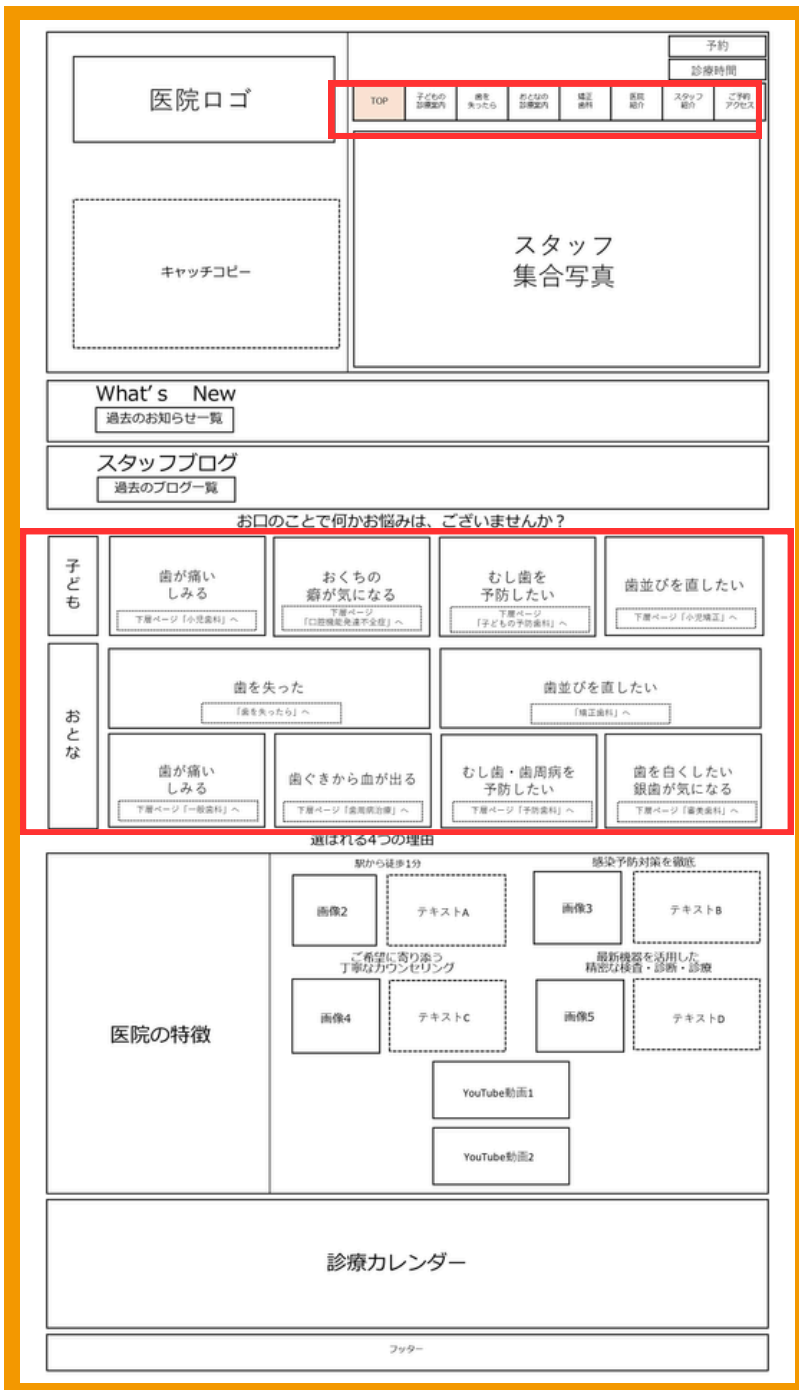 予約
診療時間
医院ロゴ
TOP
子どもの
診療案内
歯を
失ったら
おとなの
診療案内
矯正
歯科
医院
紹介
スタッフ
紹介
ご予約
アクセス
キャッチコピー
スタッフ
集合写真
What's New
過去のお知らせ一覧
スタッフブログ
過去のブログ一覧
お口のことで何かお悩みは、ございませんか？
子ども
歯が痛い
しみる
下層ページ「小児歯科」へ
おくちの
癖が気になる
下層ページ
「口腔機能発達不全症」へ
むし歯を
予防したい
下層ページ
「子どもの予防歯科」へ
歯並びを直したい
下層ページ「小児矯正」へ
おとな
歯を失った
「歯を失ったら」へ
歯並びを直したい
「矯正歯科」へ
歯が痛い
しみる
下層ページ「一般歯科」へ
歯ぐきから血が出る
下層ページ「歯周病治療」へ
むし歯・歯周病を
予防したい
下層ページ「予防歯科」へ
歯を白くしたい
銀歯が気になる
下層ページ「審美歯科」へ
選ばれる4つの理由
医院の特徴
駅から徒歩1分
画像2
テキストA
感染予防対策を徹底
画像3
テキストB
ご希望に寄り添う
丁寧なカウンセリング
画像4
テキストC
最新機器を活用した
精密な検査・診断・診療
画像5
テキストD
YouTube動画1
YouTube動画2
診療カレンダー
フッター